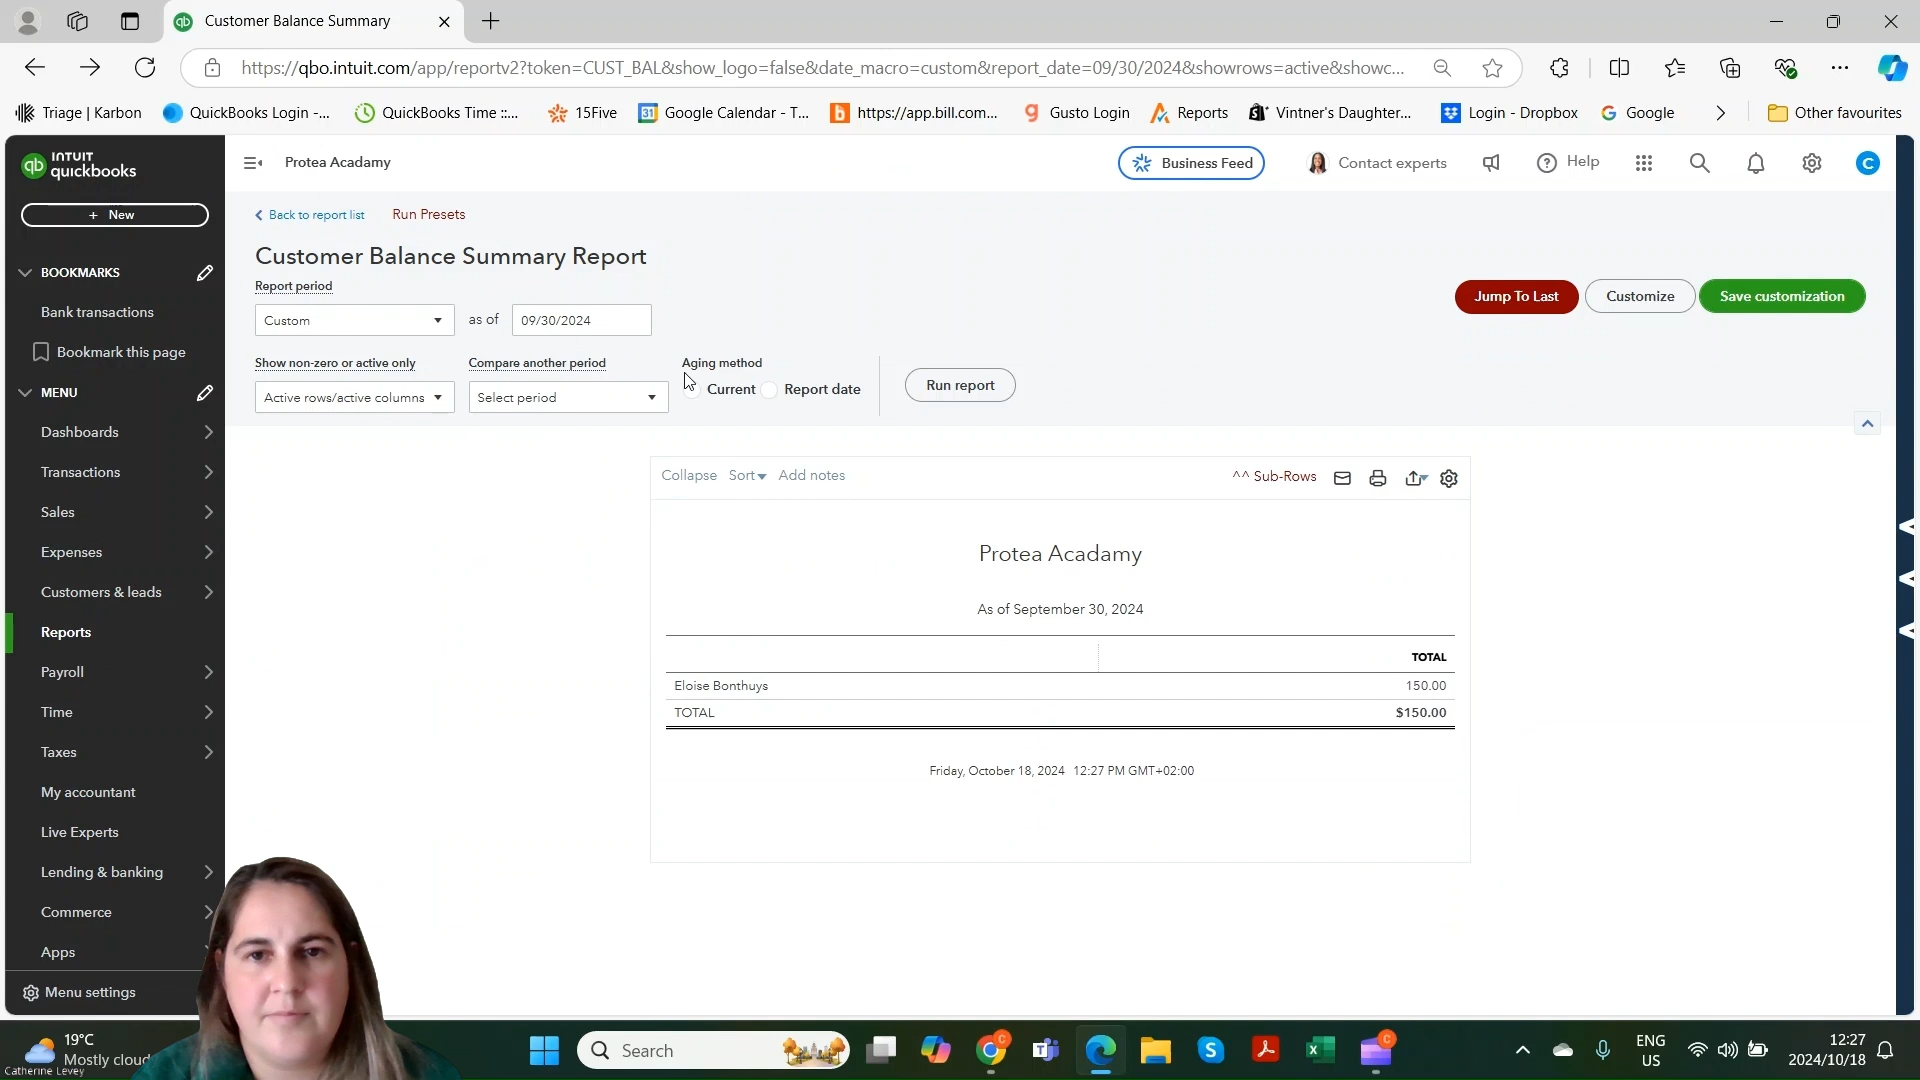 Customer Balance Summary
https://qbo.intuit.com/app/reportv2?token=CUST_BAL&show_logo=false&date_macro=custom&report_date=09/30/2024&showrows=active&showc...
Triage | Karbon
QuickBooks Login -...
QuickBooks Time ::...
15Five
31 Google Calendar - T...
https://app.bill.com...
Gusto Login
Reports
Vintner's Daughter...
Login - Dropbox
Google
Other favourites
INTUIT
quickbooks
Protea Acadamy
Business Feed
Contact experts
Help
C
+ New
Back to report list
Run Presets
Customer Balance Summary Report
BOOKMARKS
Bank transactions
Bookmark this page
MENU
Dashboards
Transactions
Sales
Expenses
Customers & leads
Reports
Payroll
Time
Taxes
My accountant
Live Experts
Lending & banking
Commerce
Apps
Menu settings
Report period
Custom
as of
09/30/2024
Jump To Last
Customize
Save customization
Show non-zero or active only
Active rows/active columns
Compare another period
Select period
Aging method
Current
Report date
Run report
Collapse
Sort
Add notes
^^ Sub-Rows
Protea Acadamy
As of September 30, 2024
TOTAL
Eloise Bonthuys 150.00
TOTAL $150.00
Friday, October 18, 2024 12:27 PM GMT+02:00
19°C
Mostly cloud
Catherine Levey
Search
ENG
US
12:27
2024/10/18